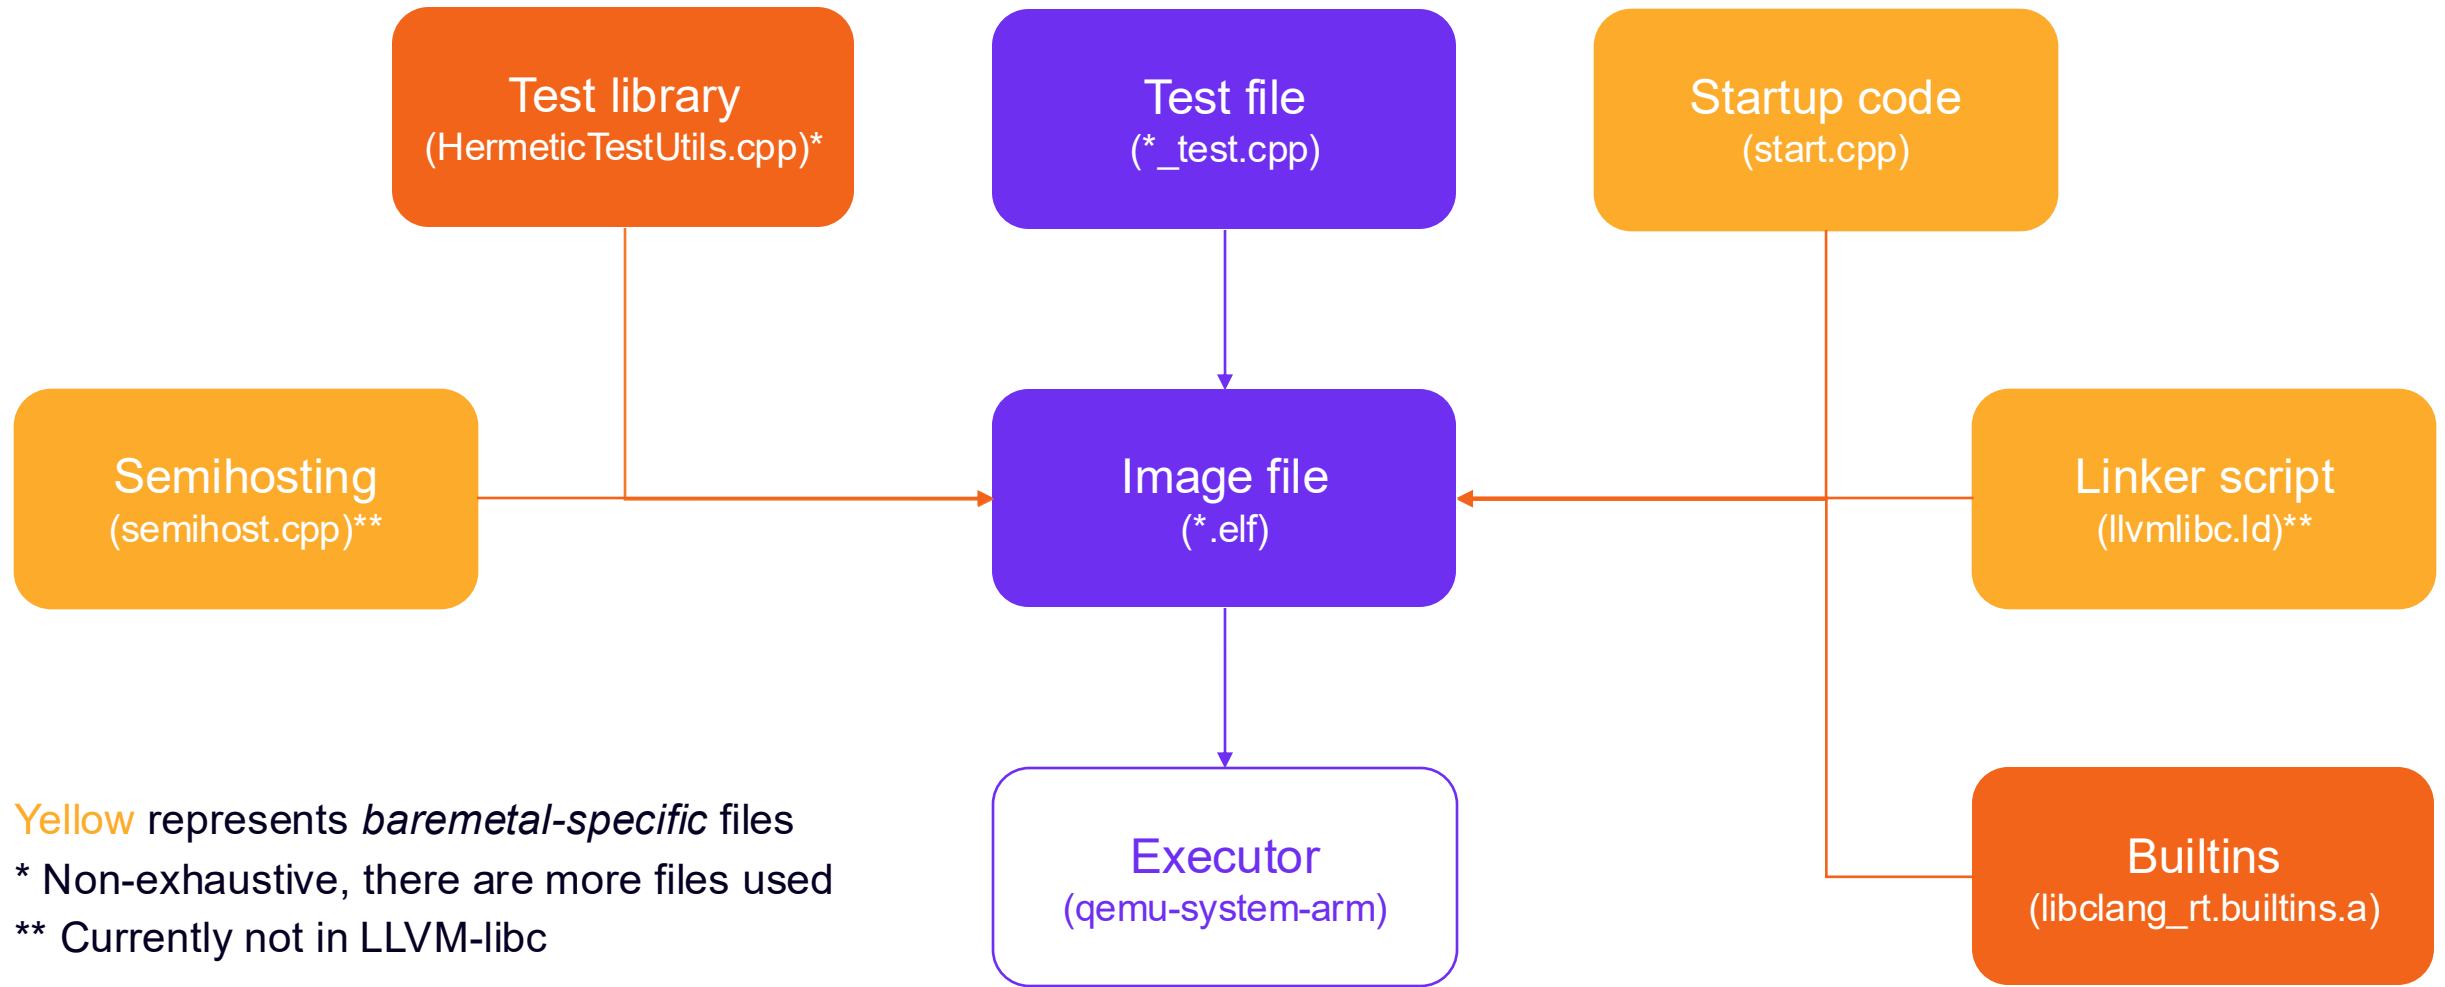 Test library
(HermeticTestUtils.cpp)*
Test file
(*_test.cpp)
Startup code
(start.cpp)
Semihosting
(semihost.cpp)**
Image file
(*.elf)
Linker script
(llvmlibc.ld)**
Yellow represents baremetal-specific files
* Non-exhaustive, there are more files used
** Currently not in LLVM-libc
Executor
(qemu-system-arm)
Builtins
(libclang_rt.builtins.a)